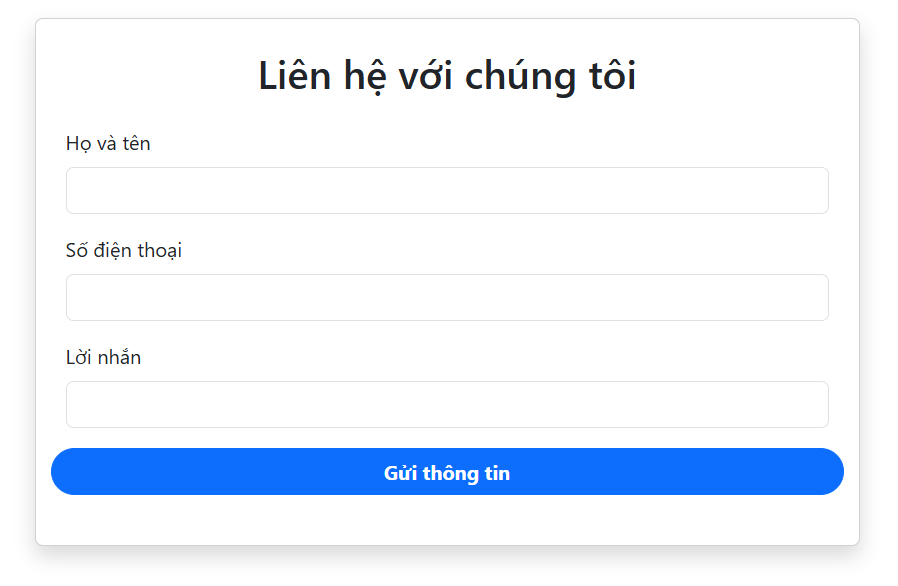 Liên hệ với chúng tôi
Họ và tên
Số điện thoại
Lời nhắn
Gửi thông tin